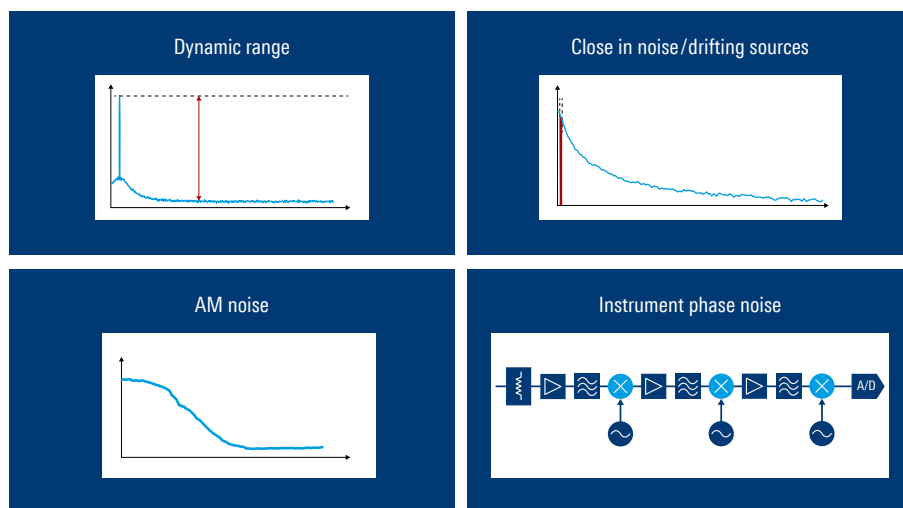 Dynamic range
Close in noise/drifting sources
AM noise
Instrument phase noise
A/D